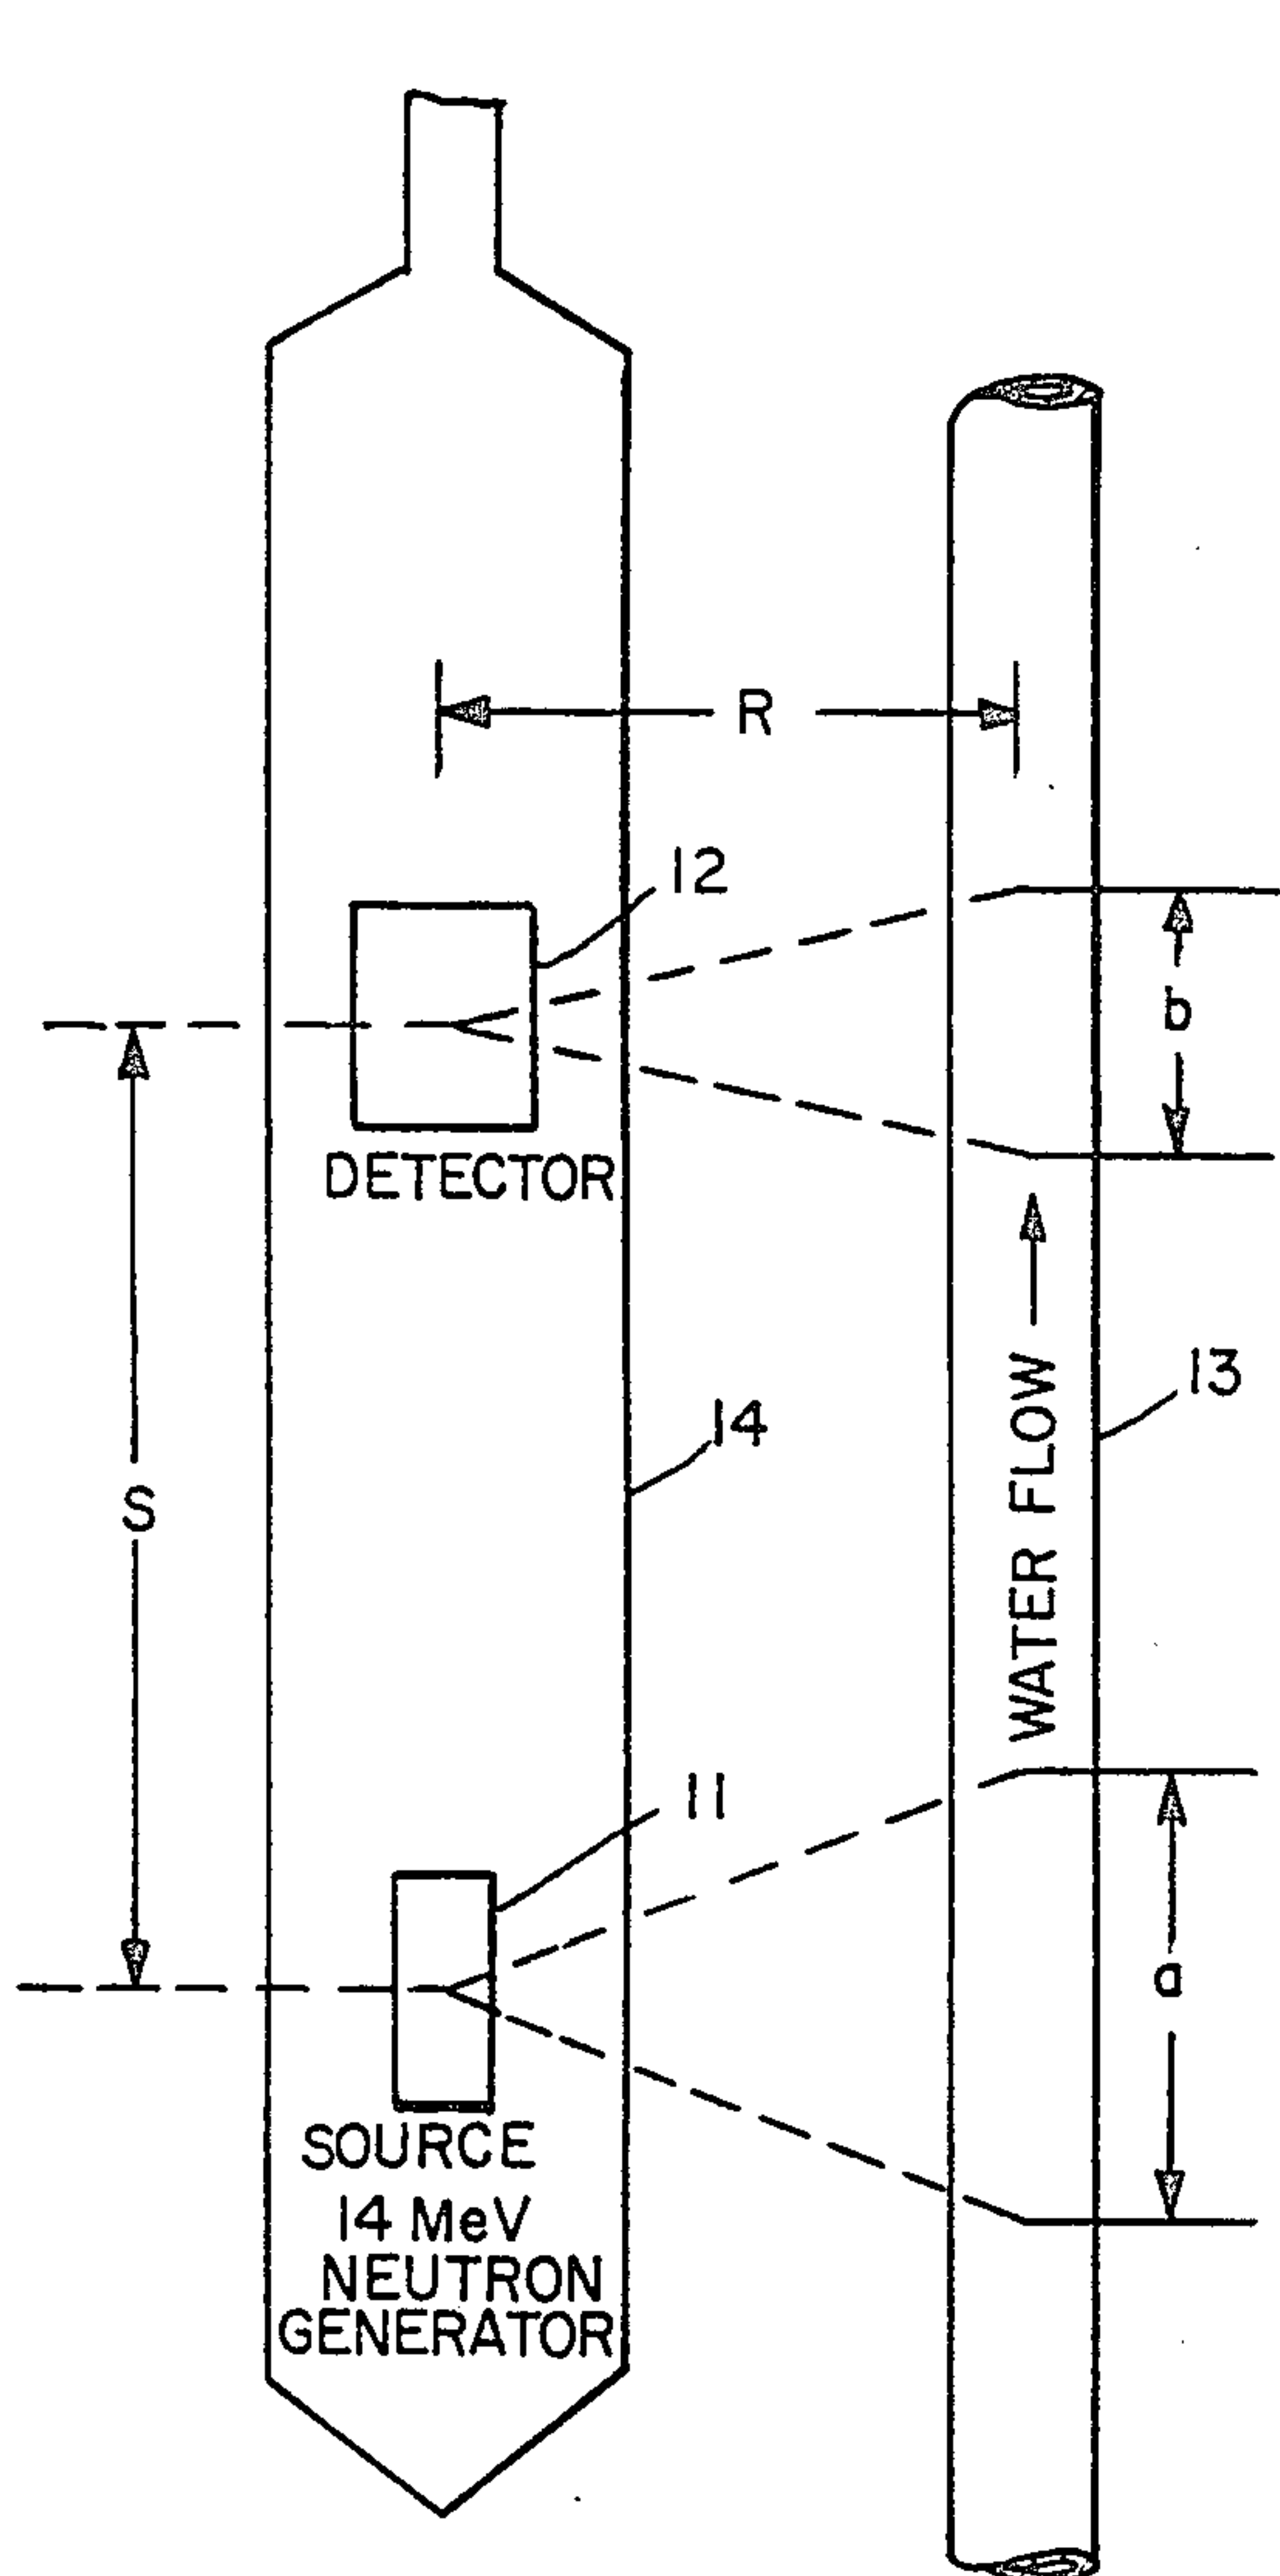 R
12
b
DETECTOR
13
14
S
WATER FLOW
11
a
SOURCE
14 MeV
NEUTRON
GENERATOR